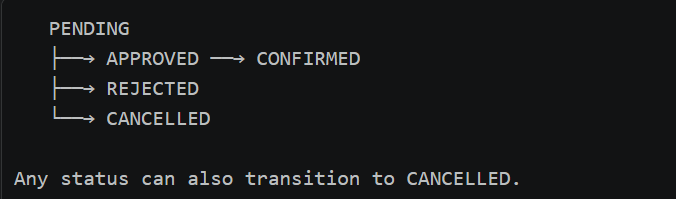 PENDING
├──→ APPROVED ──→ CONFIRMED
├──→ REJECTED
└──→ CANCELLED
Any status can also transition to CANCELLED.